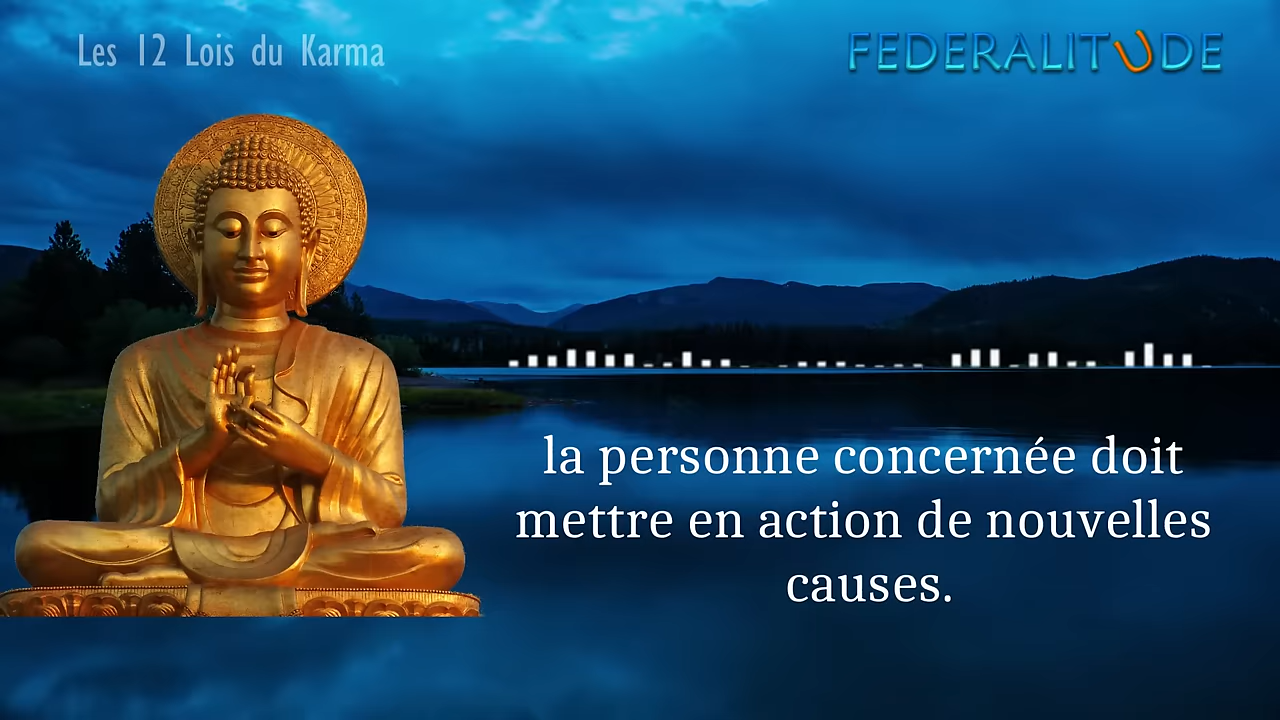 Les 12 Lois du Karma
FEDERALITUDE
la personne concernée doit
mettre en action de nouvelles
causes.